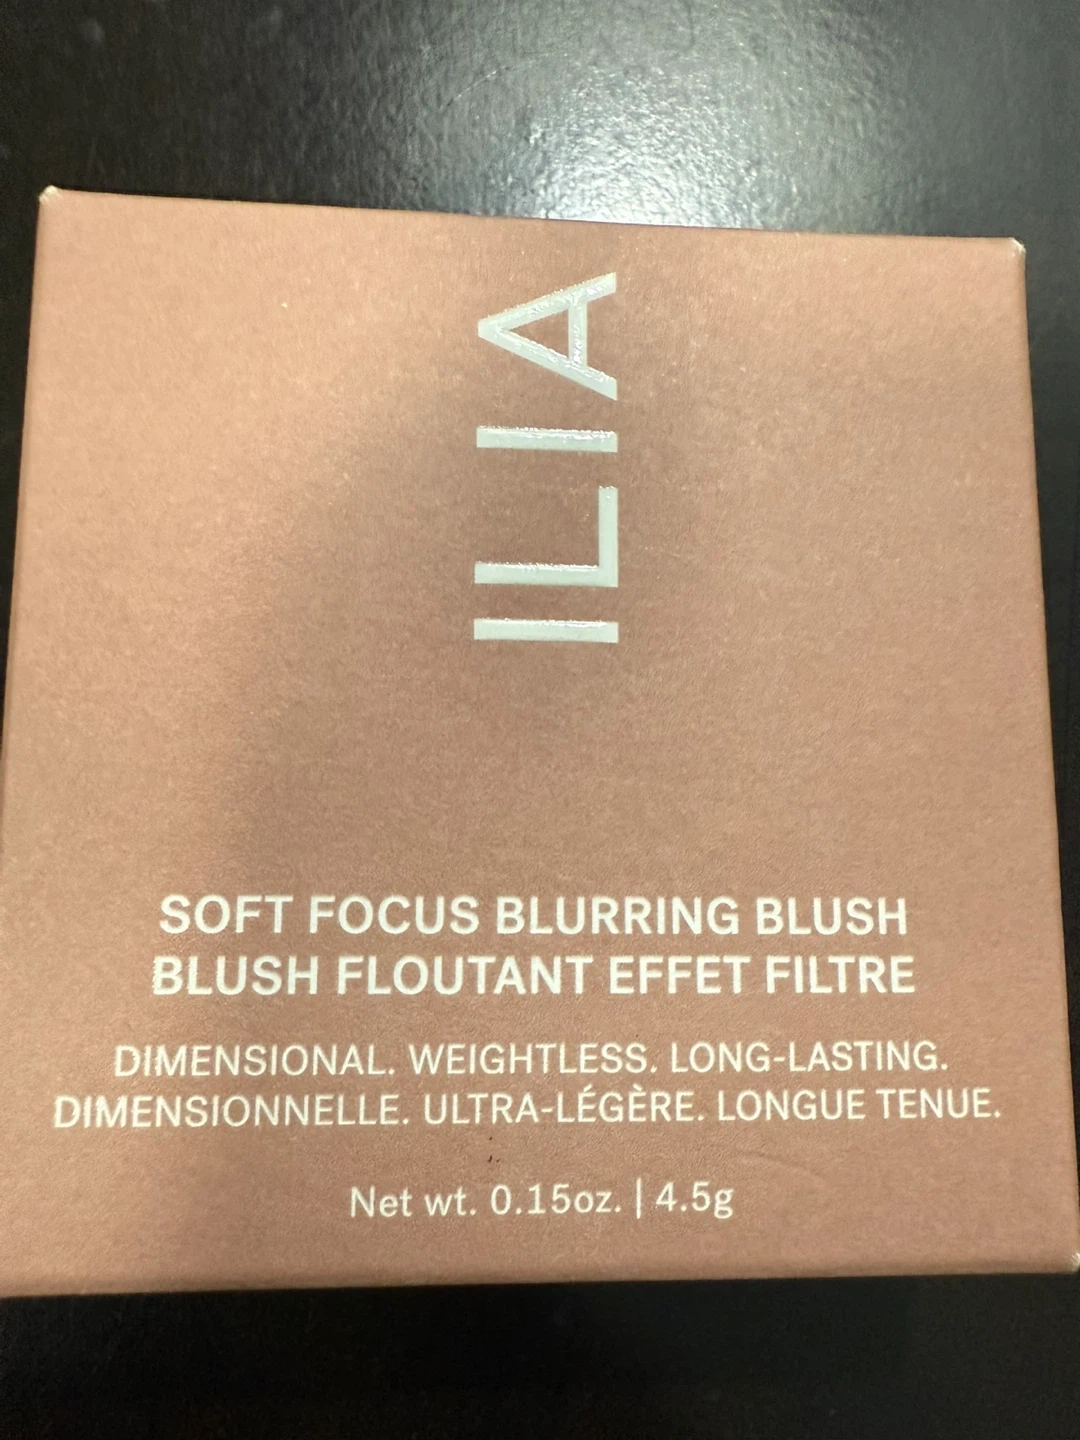 ILIA
SOFT FOCUS BLURRING BLUSH
BLUSH FLOUTANT EFFET FILTRE
DIMENSIONAL. WEIGHTLESS. LONG-LASTING.
DIMENSIONNELLE. ULTRA-LÉGÈRE. LONGUE TENUE.
Net wt. 0.15oz. | 4.5g